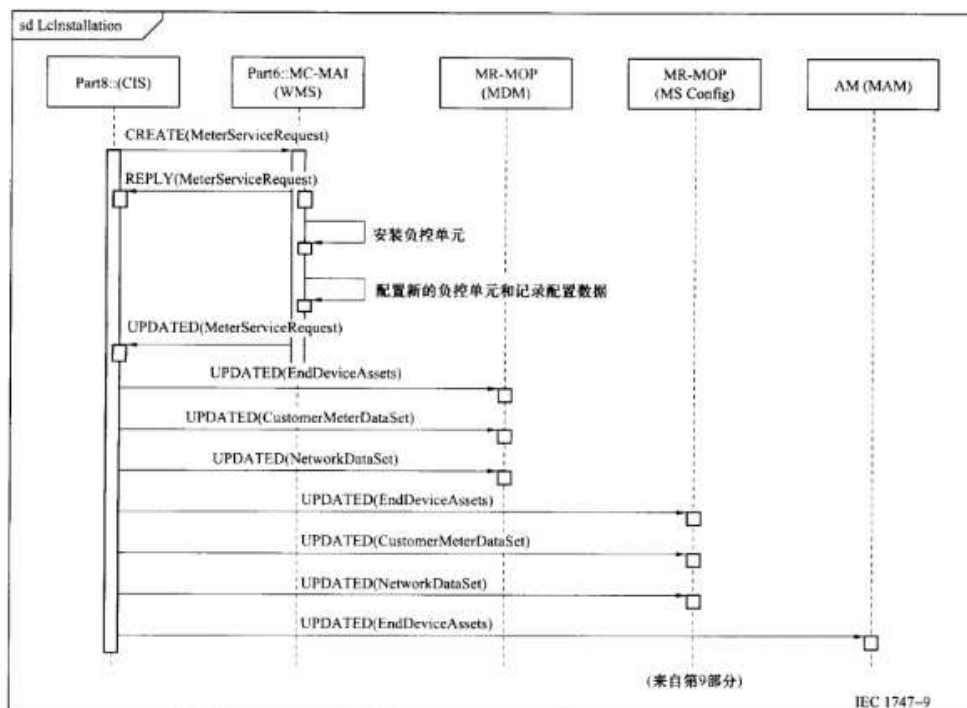 sd LcInstallation
Part8::(CIS)
Part6::MC-MAI
(WMS)
MR-MOP
(MDM)
MR-MOP
(MS Config)
AM (MAM)
CREATE(MeterServiceRequest)
REPLY(MeterServiceRequest)
安装负控单元
配置新的负控单元和记录配置数据
UPDATED(MeterServiceRequest)
UPDATED(EndDeviceAssets)
UPDATED(CustomerMeterDataSet)
UPDATED(NetworkDataSet)
UPDATED(EndDeviceAssets)
UPDATED(CustomerMeterDataSet)
UPDATED(NetworkDataSet)
UPDATED(EndDeviceAssets)
(来自第9部分)
IEC 1747-9